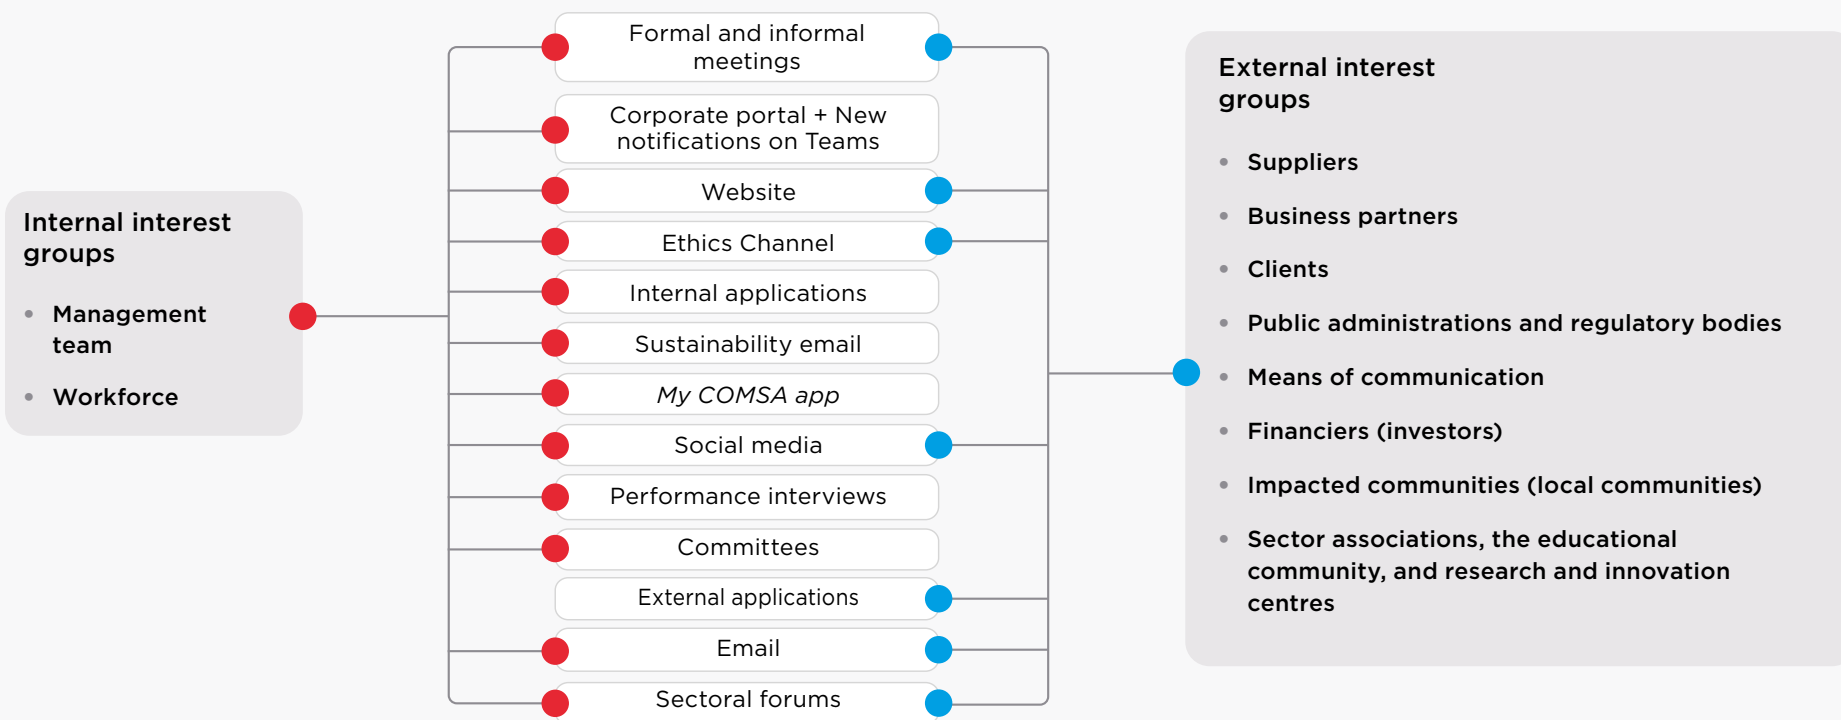 Internal interest
groups
• Management
team
• Workforce
Formal and informal
meetings
Corporate portal + New
notifications on Teams
Website
Ethics Channel
Internal applications
Sustainability email
My COMSA app
Social media
Performance interviews
Committees
External applications
Email
Sectoral forums
External interest
groups
• Suppliers
• Business partners
• Clients
• Public administrations and regulatory bodies
• Means of communication
• Financiers (investors)
• Impacted communities (local communities)
• Sector associations, the educational
community, and research and innovation
centres